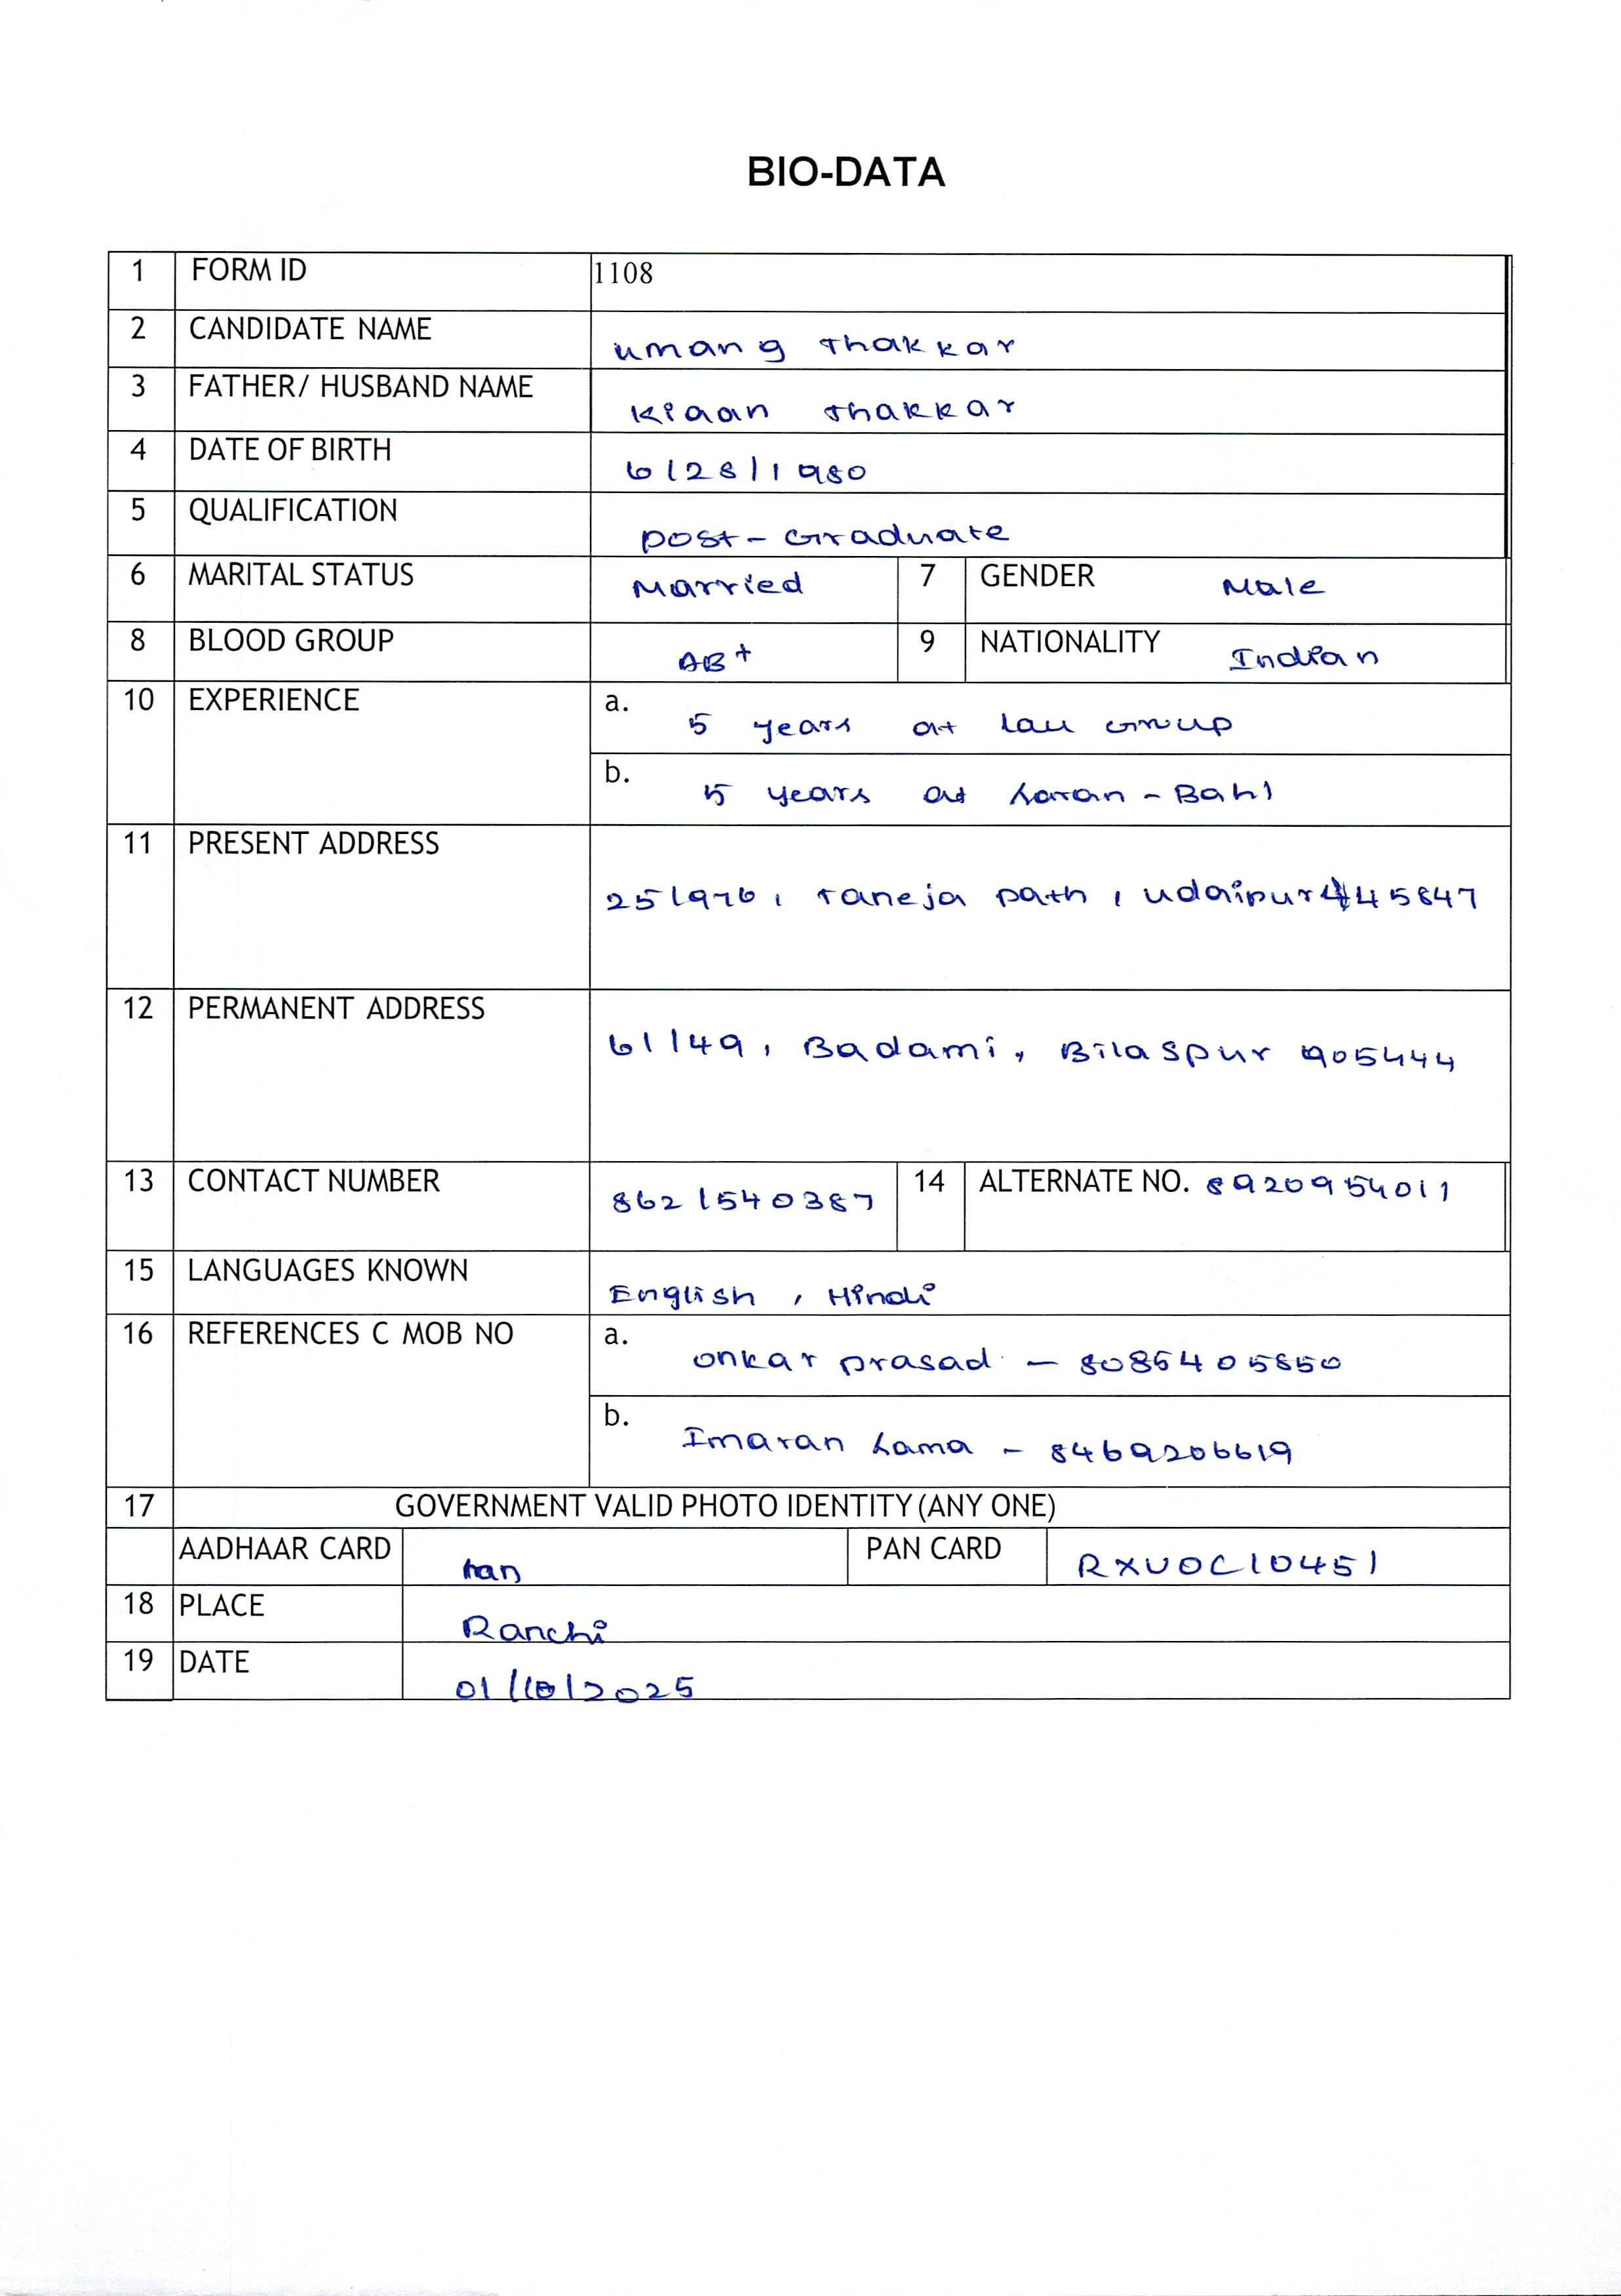 BIO-DATA
1 FORM ID 1108
2 CANDIDATE NAME Umang Thakkar
3 FATHER/ HUSBAND NAME Kiaan Thakkar
4 DATE OF BIRTH 6/28/1980
5 QUALIFICATION Post-Graduate
6 MARITAL STATUS Married 7 GENDER Male
8 BLOOD GROUP AB+ 9 NATIONALITY Indian
10 EXPERIENCE a. 5 years at Lall Group
b. 5 years at Saran-Bahl
11 PRESENT ADDRESS 25/976, Taneja Path, Udaipur 445847
12 PERMANENT ADDRESS 61/49, Badami, Bilaspur 905444
13 CONTACT NUMBER 8621540387 14 ALTERNATE NO. 8920954011
15 LANGUAGES KNOWN English, Hindi
16 REFERENCES C MOB NO a. Onkar Prasad - 8085405850
b. Imaran Lama - 8469206619
17 GOVERNMENT VALID PHOTO IDENTITY (ANY ONE)
AADHAAR CARD PAN CARD RXUOC10451
18 PLACE Ranchi
19 DATE 01/10/2025